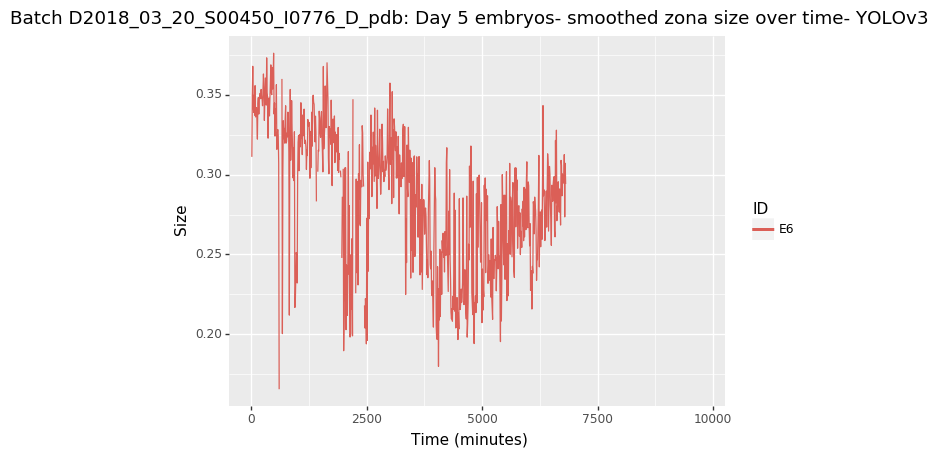 Batch D2018_03_20_S00450_I0776_D_pdb: Day 5 embryos- smoothed zona size over time- YOLOv3
0.35
0.30
0.25
0.20
Size
0
2500
5000
7500
10000
Time (minutes)
ID
E6